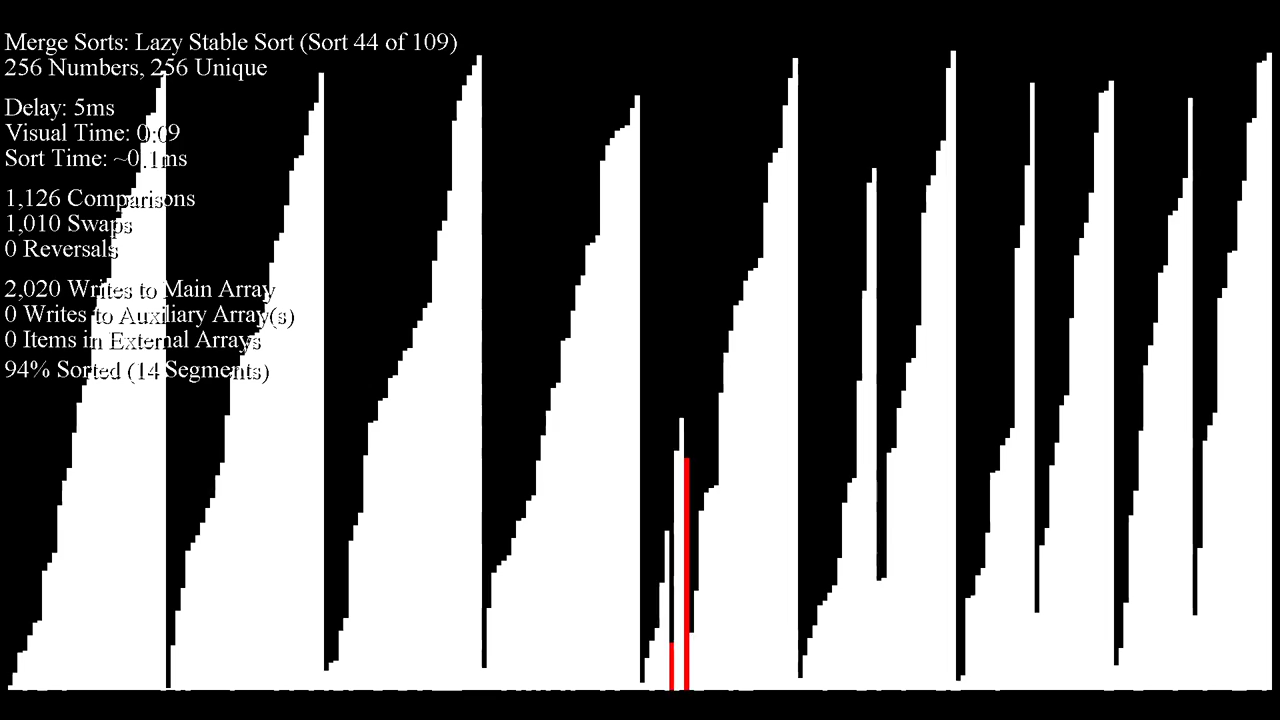 Merge Sorts: Lazy Stable Sort (Sort 44 of 109)
256 Numbers, 256 Unique
Delay: 5ms
Visual Time: 0:09
Sort Time: ~0.1ms
1,126 Comparisons
1,010 Swaps
0 Reversals
2,020 Writes to Main Array
0 Writes to Auxiliary Array(s)
0 Items in External Arrays
94% Sorted (14 Segments)